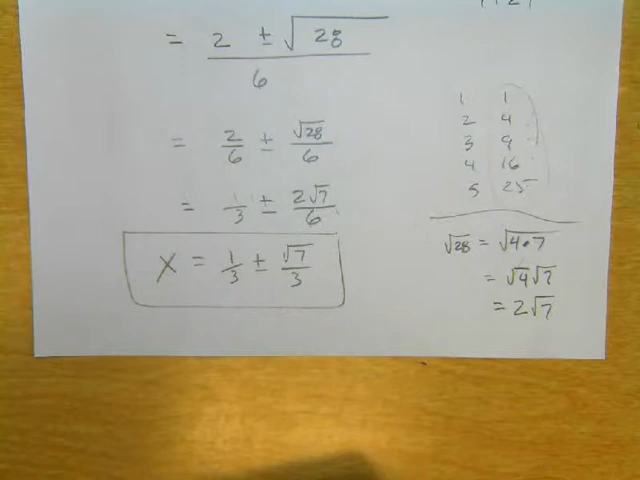 = (2 ± √28) / 6
= 2/6 ± √28/6
= 1/3 ± 2√7/6
x = 1/3 ± √7/3
1 1
2 4
3 9
4 16
5 25
√28 = √4•7
= √4√7
= 2√7